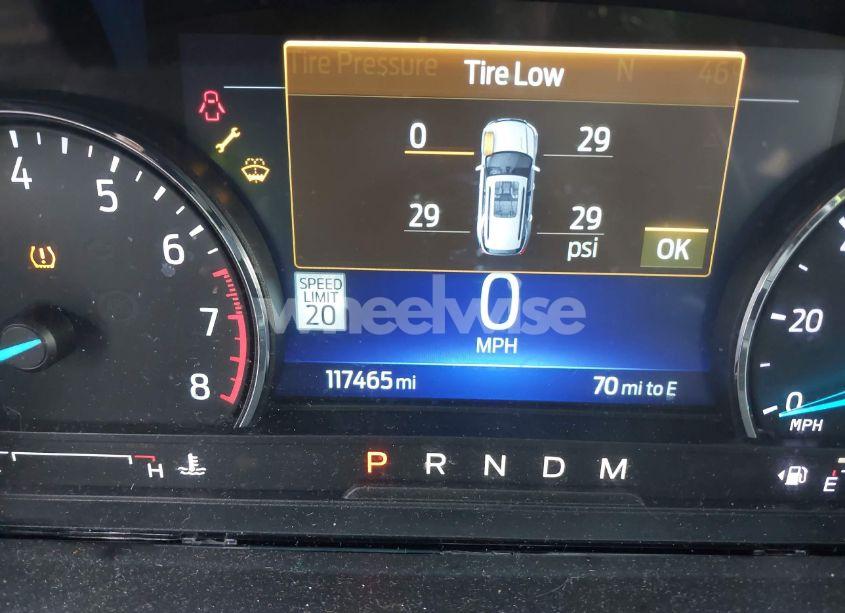 Tire Pressure N 46°
Tire Low
0 29
29 29
psi
OK
4
5
6
7
8
SPEED
LIMIT
20
0
MPH
wheelwise
117465 mi
70 mi to E
20
0
MPH
H
P R N D M
E